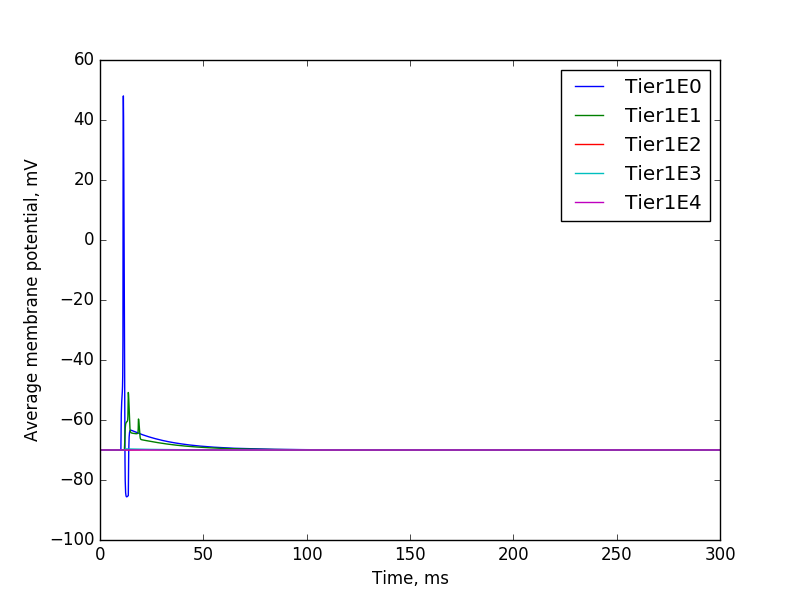 60
40
20
0
−20
−40
−60
−80
−100
Average membrane potential, mV
Tier1E0
Tier1E1
Tier1E2
Tier1E3
Tier1E4
0 50 100 150 200 250 300
Time, ms